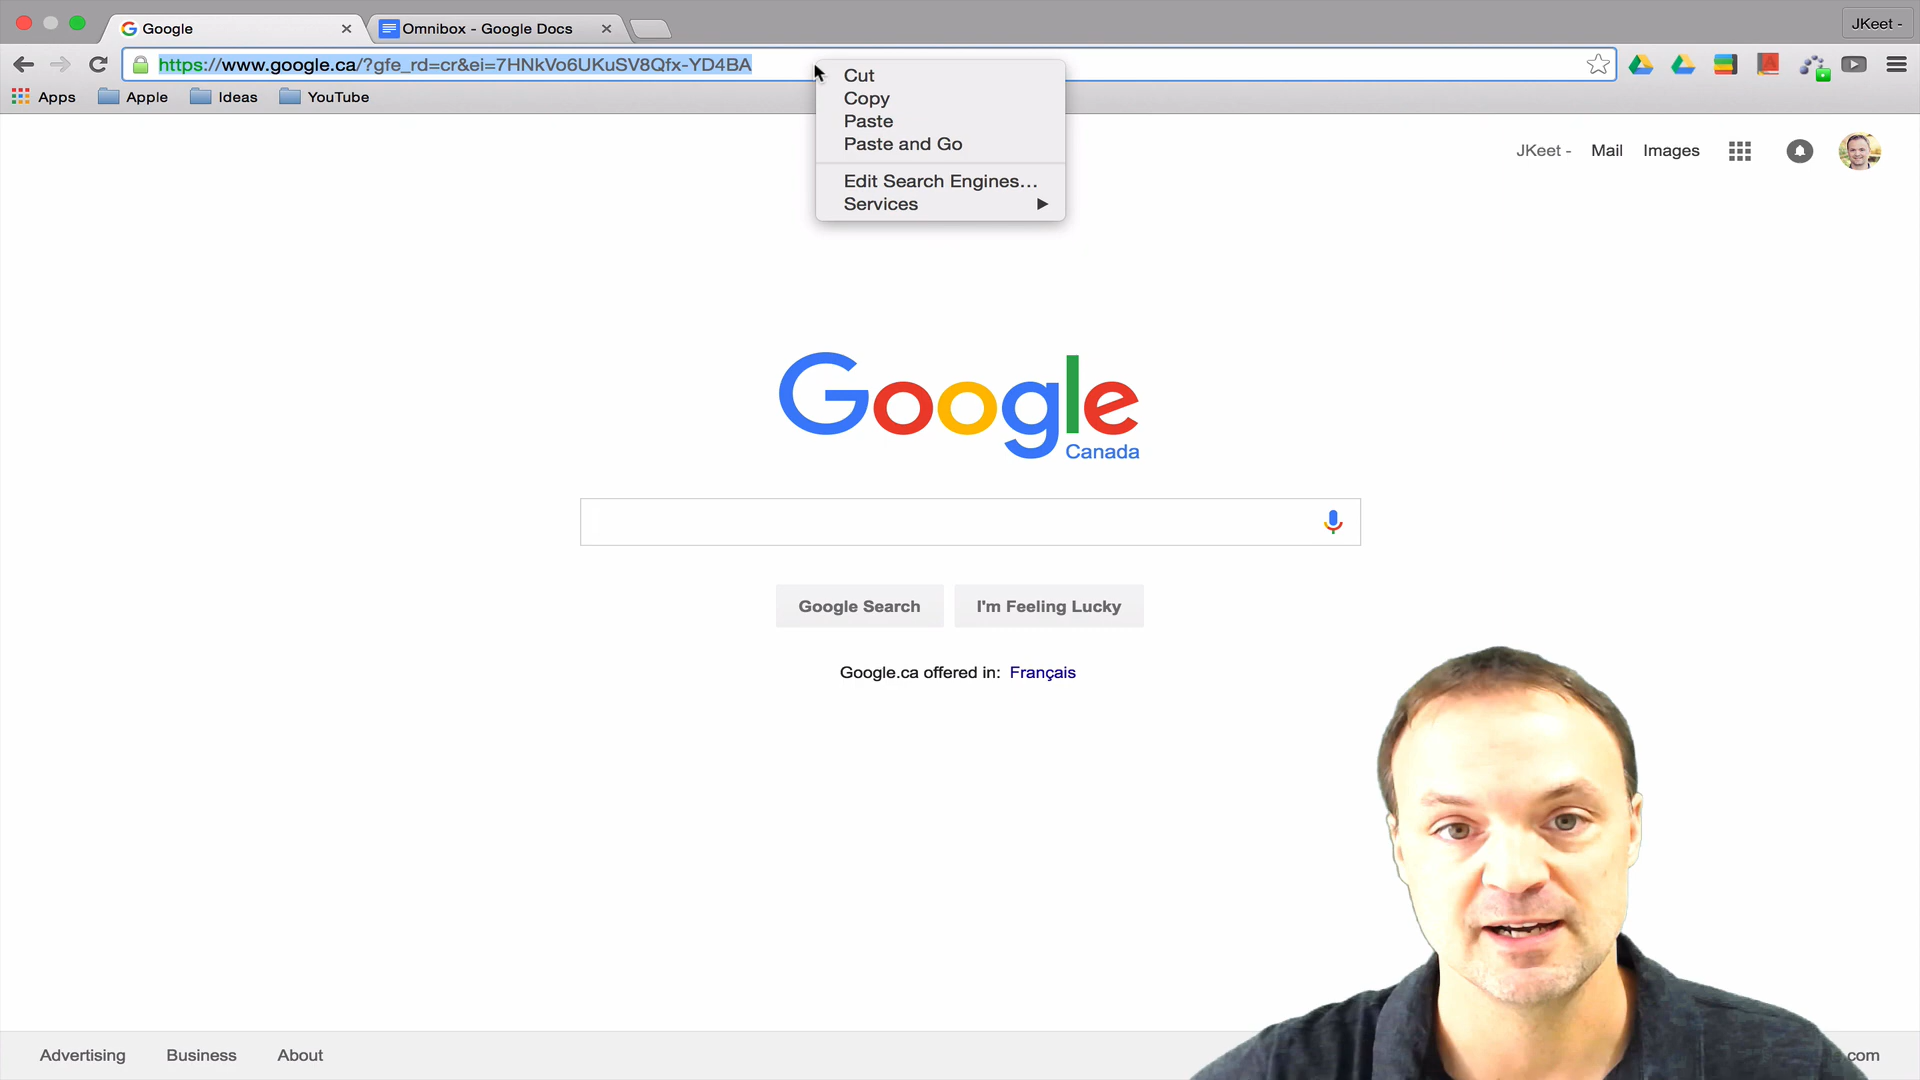 Google
Omnibox - Google Docs
JKeet -
https://www.google.ca/?gfe_rd=cr&ei=7HNkVo6UKuSV8Qfx-YD4BA
Apps
Apple
Ideas
YouTube
Cut
Copy
Paste
Paste and Go
Edit Search Engines...
Services
JKeet -
Mail
Images
Google
Canada
Google Search
I'm Feeling Lucky
Google.ca offered in: Français
Advertising
Business
About
.com